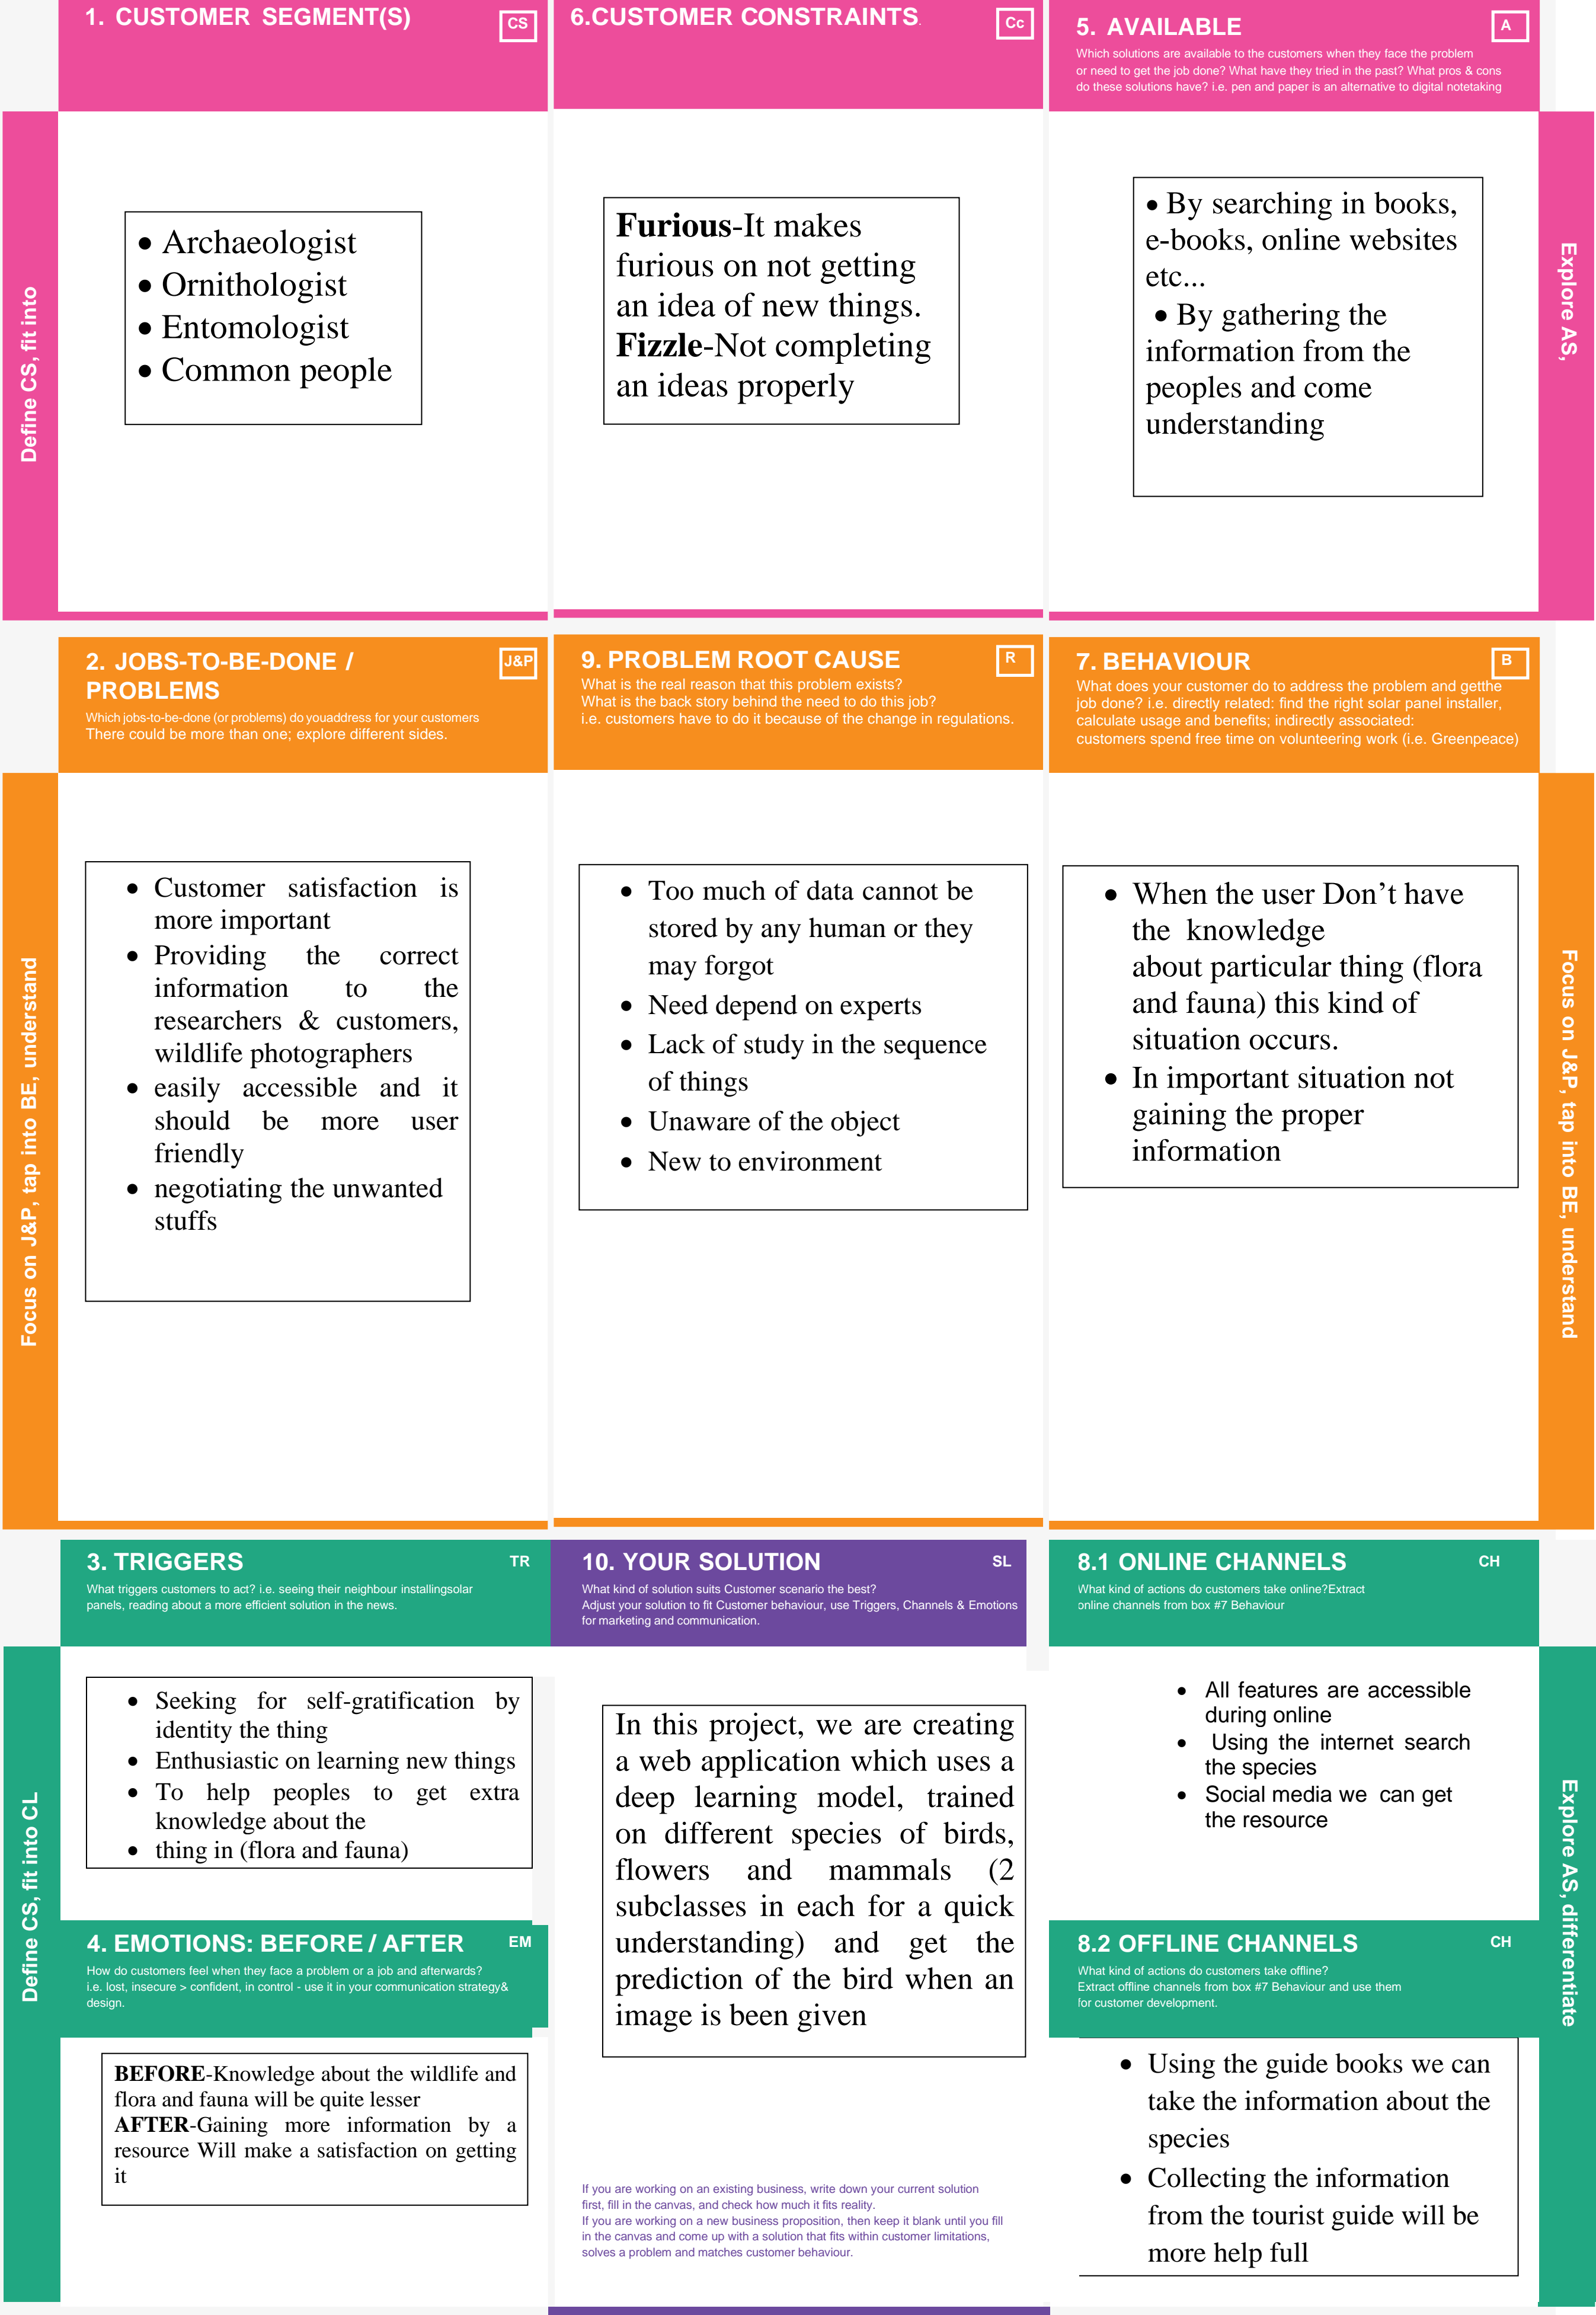 1. CUSTOMER SEGMENT(S)
CS
• Archaeologist
• Ornithologist
• Entomologist
• Common people
Define CS, fit into
6.CUSTOMER CONSTRAINTS.
Cc
Furious-It makes
furious on not getting
an idea of new things.
Fizzle-Not completing
an ideas properly
5. AVAILABLE
A
Which solutions are available to the customers when they face the problem
or need to get the job done? What have they tried in the past? What pros & cons
do these solutions have? i.e. pen and paper is an alternative to digital notetaking
• By searching in books,
e-books, online websites
etc...
• By gathering the
information from the
peoples and come
understanding
Explore AS,
2. JOBS-TO-BE-DONE /
PROBLEMS
J&P
Which jobs-to-be-done (or problems) do youaddress for your customers
There could be more than one; explore different sides.
• Customer satisfaction is
more important
• Providing the correct
information to the
researchers & customers,
wildlife photographers
• easily accessible and it
should be more user
friendly
• negotiating the unwanted
stuffs
Focus on J&P, tap into BE, understand
9. PROBLEM ROOT CAUSE
R
What is the real reason that this problem exists?
What is the back story behind the need to do this job?
i.e. customers have to do it because of the change in regulations.
• Too much of data cannot be
stored by any human or they
may forgot
• Need depend on experts
• Lack of study in the sequence
of things
• Unaware of the object
• New to environment
7. BEHAVIOUR
B
What does your customer do to address the problem and getthe
job done? i.e. directly related: find the right solar panel installer,
calculate usage and benefits; indirectly associated:
customers spend free time on volunteering work (i.e. Greenpeace)
• When the user Don’t have
the knowledge
about particular thing (flora
and fauna) this kind of
situation occurs.
• In important situation not
gaining the proper
information
Focus on J&P, tap into BE, understand
3. TRIGGERS
TR
What triggers customers to act? i.e. seeing their neighbour installingsolar
panels, reading about a more efficient solution in the news.
• Seeking for self-gratification by
identity the thing
• Enthusiastic on learning new things
• To help peoples to get extra
knowledge about the
• thing in (flora and fauna)
4. EMOTIONS: BEFORE / AFTER
EM
How do customers feel when they face a problem or a job and afterwards?
i.e. lost, insecure > confident, in control - use it in your communication strategy&
design.
BEFORE-Knowledge about the wildlife and
flora and fauna will be quite lesser
AFTER-Gaining more information by a
resource Will make a satisfaction on getting
it
Define CS, fit into CL
10. YOUR SOLUTION
SL
What kind of solution suits Customer scenario the best?
Adjust your solution to fit Customer behaviour, use Triggers, Channels & Emotions
for marketing and communication.
In this project, we are creating
a web application which uses a
deep learning model, trained
on different species of birds,
flowers and mammals (2
subclasses in each for a quick
understanding) and get the
prediction of the bird when an
image is been given
If you are working on an existing business, write down your current solution
first, fill in the canvas, and check how much it fits reality.
If you are working on a new business proposition, then keep it blank until you fill
in the canvas and come up with a solution that fits within customer limitations,
solves a problem and matches customer behaviour.
8.1 ONLINE CHANNELS
CH
What kind of actions do customers take online?Extract
online channels from box #7 Behaviour
• All features are accessible
during online
• Using the internet search
the species
• Social media we can get
the resource
8.2 OFFLINE CHANNELS
CH
What kind of actions do customers take offline?
Extract offline channels from box #7 Behaviour and use them
for customer development.
• Using the guide books we can
take the information about the
species
• Collecting the information
from the tourist guide will be
more help full
Explore AS, differentiate